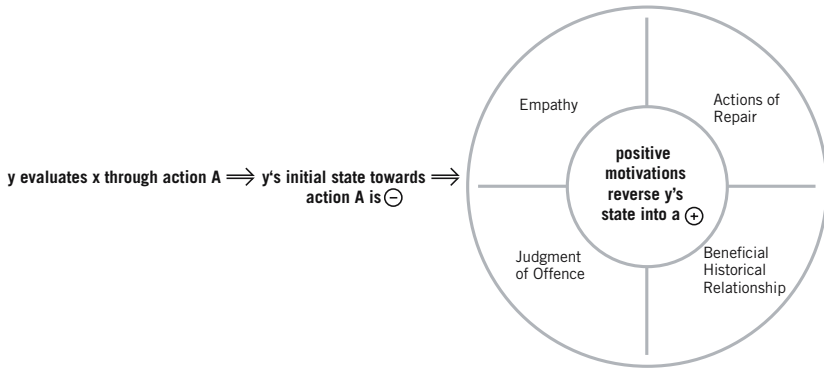 y evaluates x through action A ⟹ y‘s initial state towards ⟹
action A is ⊖
Empathy
Actions of
Repair
positive
motivations
reverse y’s
state into a ⊕
Judgment
of Offence
Beneficial
Historical
Relationship